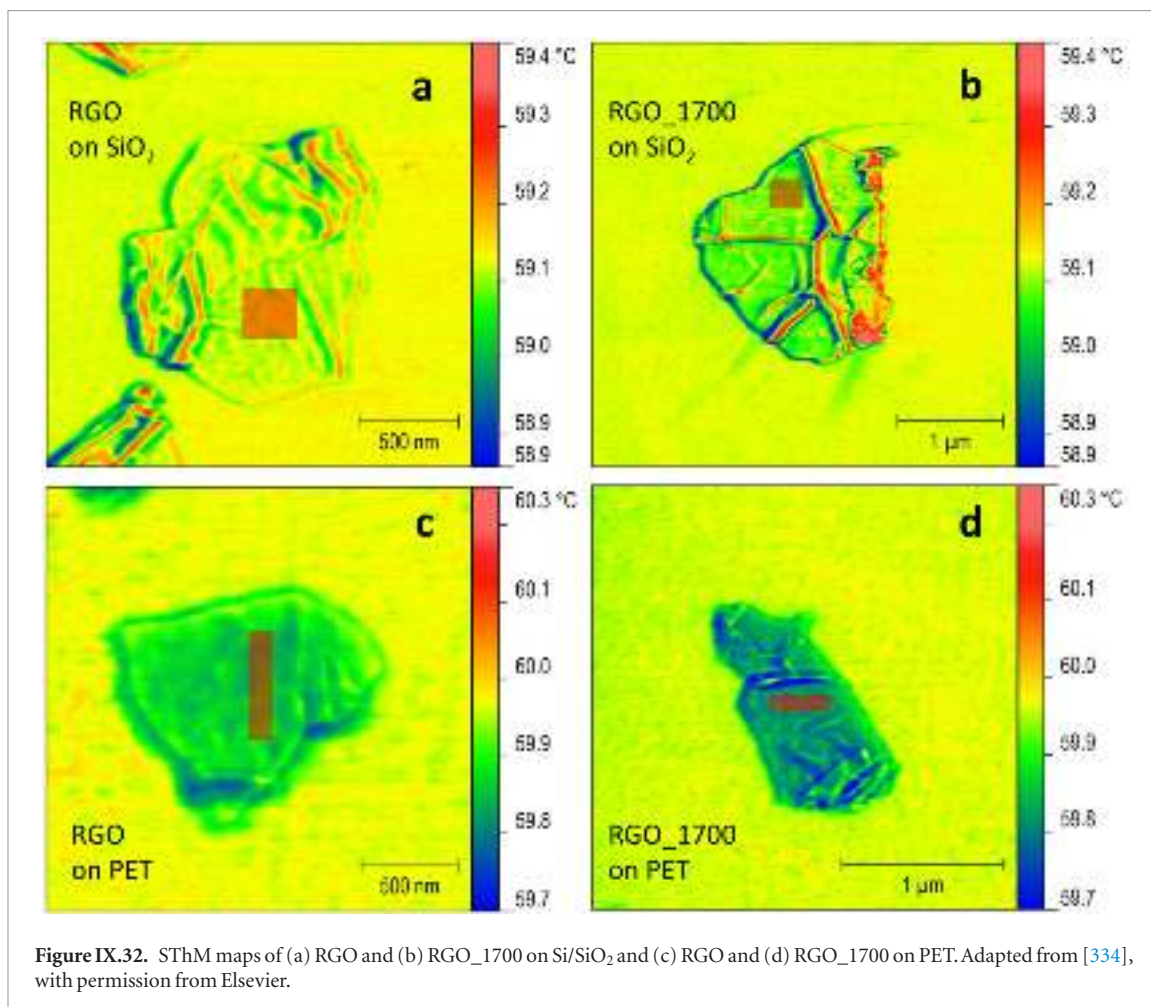 a
RGO
on SiO₂
500 nm
59.4 °C
59.3
59.2
59.1
59.0
58.9
58.9
b
RGO_1700
on SiO₂
1 µm
59.4 °C
59.3
59.2
59.1
59.0
58.9
58.9
c
RGO
on PET
500 nm
60.3 °C
60.1
60.0
59.9
59.8
59.7
d
RGO_1700
on PET
1 µm
60.3 °C
60.1
60.0
59.9
59.8
59.7
Figure IX.32. SThM maps of (a) RGO and (b) RGO_1700 on Si/SiO₂ and (c) RGO and (d) RGO_1700 on PET. Adapted from [334],
with permission from Elsevier.